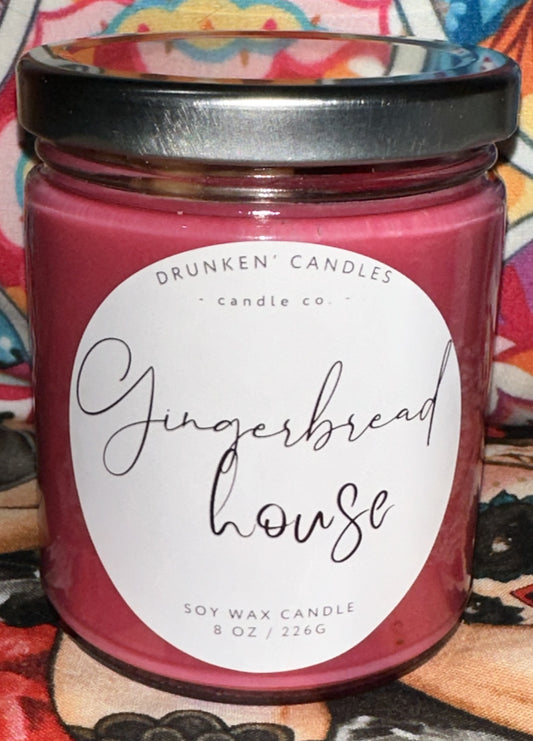 DRUNKEN' CANDLES
- candle co. -
Gingerbread
house
SOY WAX CANDLE
8 OZ / 226G